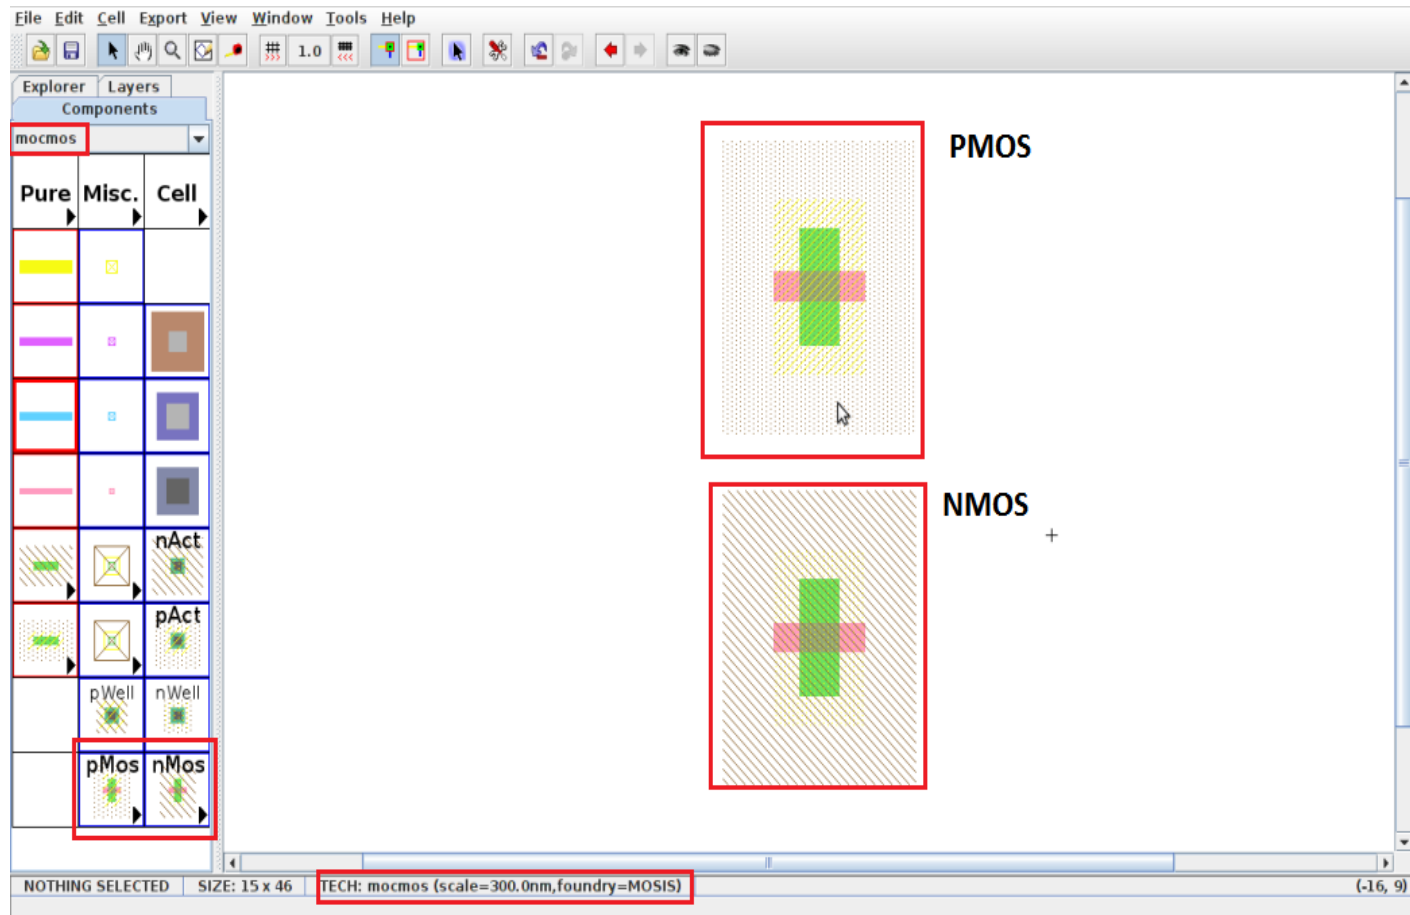 File Edit Cell Export View Window Tools Help
1.0
Explorer Layers
Components
mocmos
Pure Misc. Cell
nAct
pAct
pWell nWell
pMos nMos
PMOS
NMOS
NOTHING SELECTED SIZE: 15 x 46 TECH: mocmos (scale=300.0nm,foundry=MOSIS) (-16, 9)